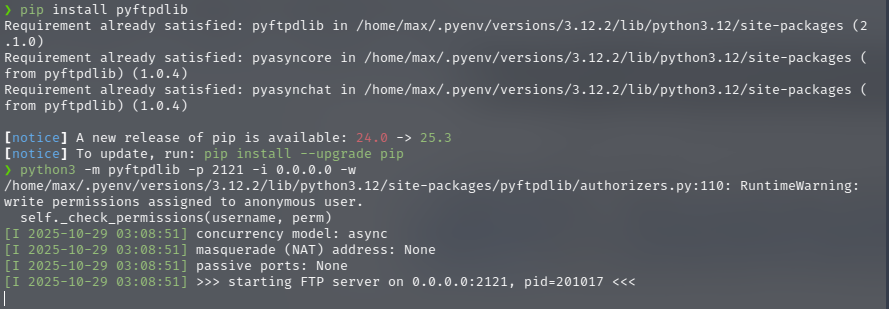 ❯ pip install pyftpdlib
Requirement already satisfied: pyftpdlib in /home/max/.pyenv/versions/3.12.2/lib/python3.12/site-packages (2
.1.0)
Requirement already satisfied: pyasyncore in /home/max/.pyenv/versions/3.12.2/lib/python3.12/site-packages (
from pyftpdlib) (1.0.4)
Requirement already satisfied: pyasynchat in /home/max/.pyenv/versions/3.12.2/lib/python3.12/site-packages (
from pyftpdlib) (1.0.4)
[notice] A new release of pip is available: 24.0 -> 25.3
[notice] To update, run: pip install --upgrade pip
❯ python3 -m pyftpdlib -p 2121 -i 0.0.0.0 -w
/home/max/.pyenv/versions/3.12.2/lib/python3.12/site-packages/pyftpdlib/authorizers.py:110: RuntimeWarning:
write permissions assigned to anonymous user.
  self._check_permissions(username, perm)
[I 2025-10-29 03:08:51] concurrency model: async
[I 2025-10-29 03:08:51] masquerade (NAT) address: None
[I 2025-10-29 03:08:51] passive ports: None
[I 2025-10-29 03:08:51] >>> starting FTP server on 0.0.0.0:2121, pid=201017 <<<